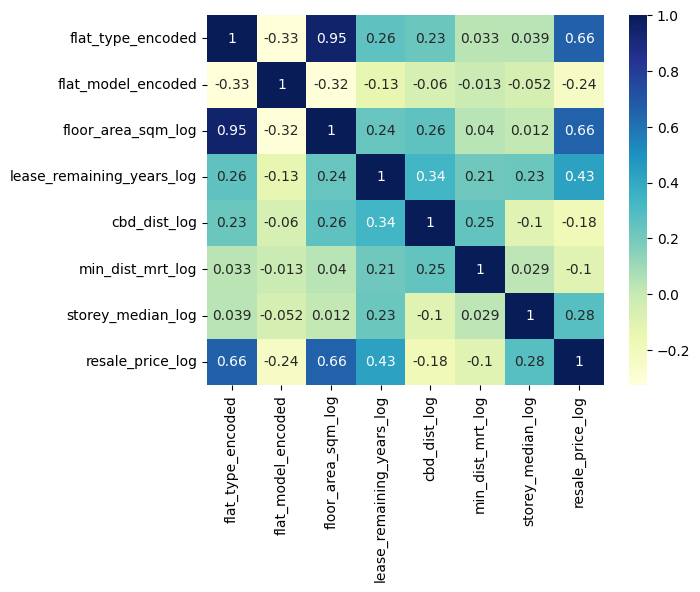 flat_type_encoded 1 -0.33 0.95 0.26 0.23 0.033 0.039 0.66
flat_model_encoded -0.33 1 -0.32 -0.13 -0.06 -0.013 -0.052 -0.24
floor_area_sqm_log 0.95 -0.32 1 0.24 0.26 0.04 0.012 0.66
lease_remaining_years_log 0.26 -0.13 0.24 1 0.34 0.21 0.23 0.43
cbd_dist_log 0.23 -0.06 0.26 0.34 1 0.25 -0.1 -0.18
min_dist_mrt_log 0.033 -0.013 0.04 0.21 0.25 1 0.029 -0.1
storey_median_log 0.039 -0.052 0.012 0.23 -0.1 0.029 1 0.28
resale_price_log 0.66 -0.24 0.66 0.43 -0.18 -0.1 0.28 1
flat_type_encoded
flat_model_encoded
floor_area_sqm_log
lease_remaining_years_log
cbd_dist_log
min_dist_mrt_log
storey_median_log
resale_price_log
1.0
0.8
0.6
0.4
0.2
0.0
−0.2